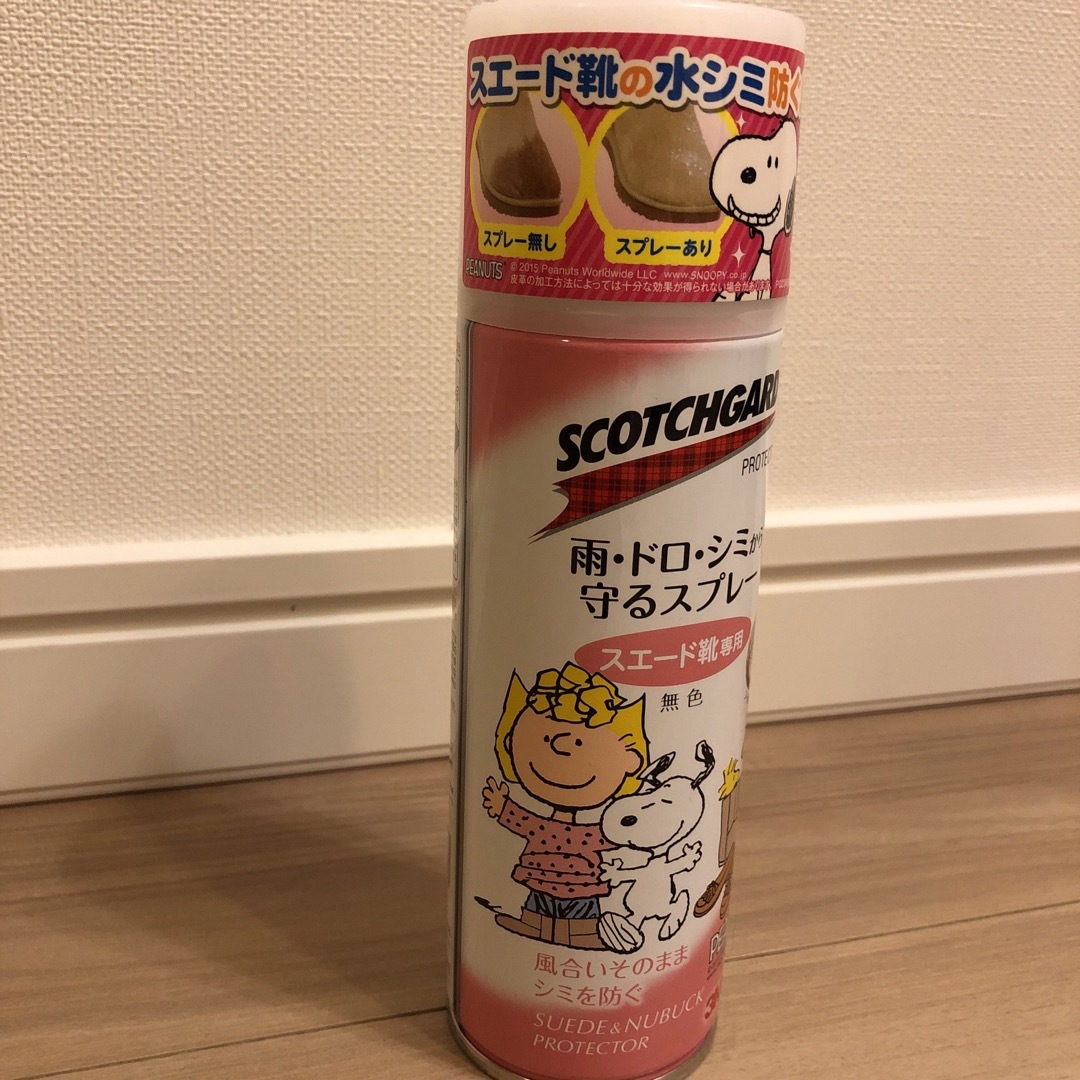 スエード靴の水シミ防ぐ
スプレー無し
スプレーあり
PEANUTS
© 2015 Peanuts Worldwide LLC www.SNOOPY.co.jp
皮革の加工方法によっては十分な効果が得られない場合があります
SCOTCHGARD
PROTEC
雨・ドロ・シミから
守るスプレー
スエード靴専用
無色
風合いそのまま
シミを防ぐ
SUEDE & NUBUCK
PROTECTOR